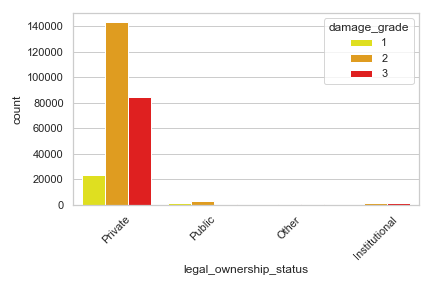 damage_grade
1
2
3
140000
120000
100000
80000
60000
40000
20000
0
count
Private
Public
Other
Institutional
legal_ownership_status